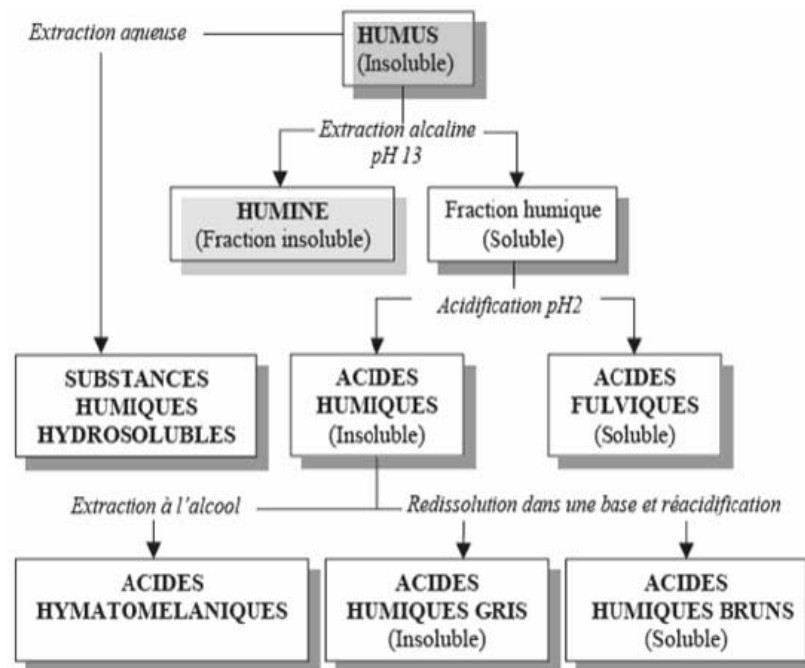 Extraction aqueuse
HUMUS
(Insoluble)
Extraction alcaline
pH 13
HUMINE
(Fraction insoluble)
Fraction humique
(Soluble)
Acidification pH2
SUBSTANCES
HUMIQUES
HYDROSOLUBLES
ACIDES
HUMIQUES
(Insoluble)
ACIDES
FULVIQUES
(Soluble)
Extraction à l'alcool
Redissolution dans une base et réacidification
ACIDES
HYMATOMELANIQUES
ACIDES
HUMIQUES GRIS
(Insoluble)
ACIDES
HUMIQUES BRUNS
(Soluble)